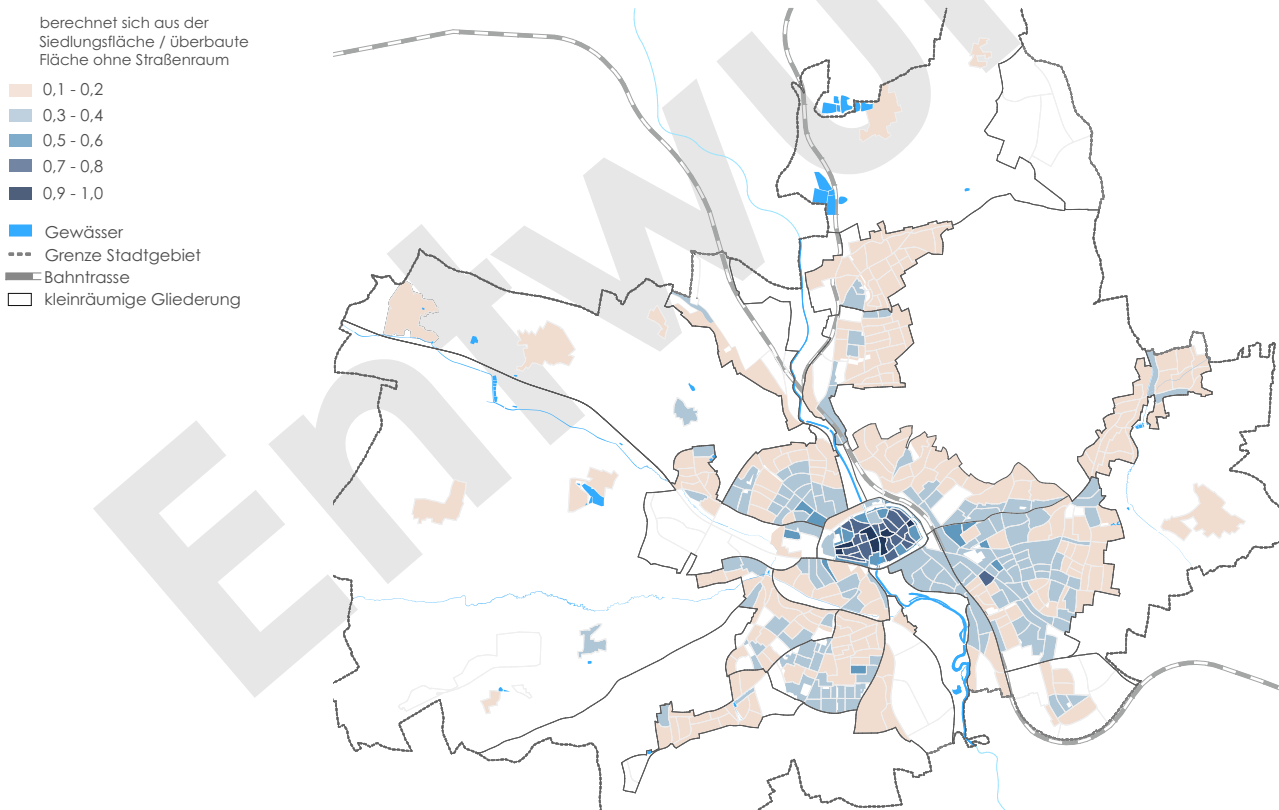 berechnet sich aus der
Siedlungsfläche / überbaute
Fläche ohne Straßenraum
0,1 - 0,2
0,3 - 0,4
0,5 - 0,6
0,7 - 0,8
0,9 - 1,0
Gewässer
Grenze Stadtgebiet
Bahntrasse
kleinräumige Gliederung
Entwur